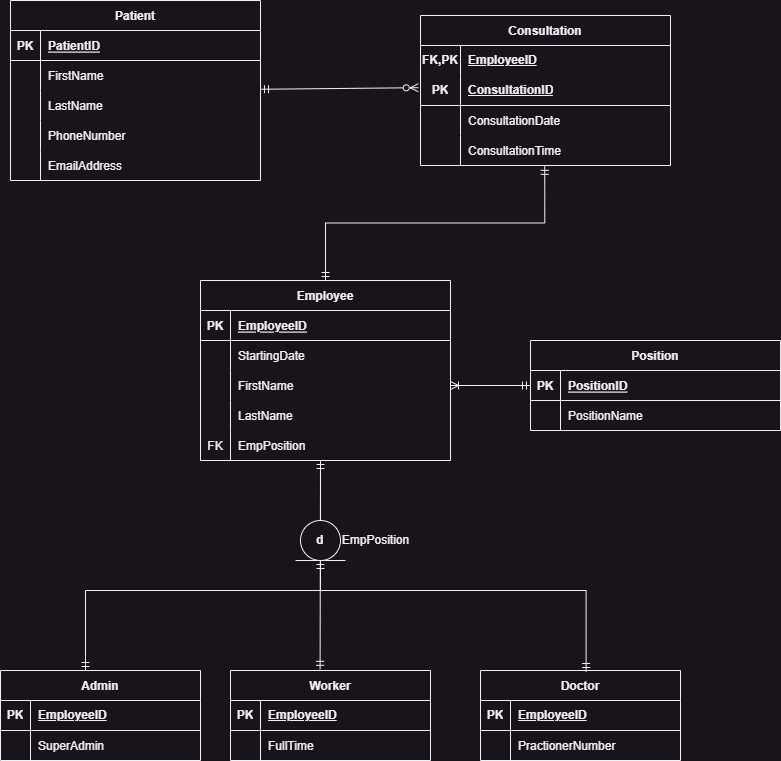 Patient
PK PatientID
FirstName
LastName
PhoneNumber
EmailAddress
Consultation
FK,PK EmployeeID
PK ConsultationID
ConsultationDate
ConsultationTime
Employee
PK EmployeeID
StartingDate
FirstName
LastName
FK EmpPosition
Position
PK PositionID
PositionName
d EmpPosition
Admin
PK EmployeeID
SuperAdmin
Worker
PK EmployeeID
FullTime
Doctor
PK EmployeeID
PractionerNumber